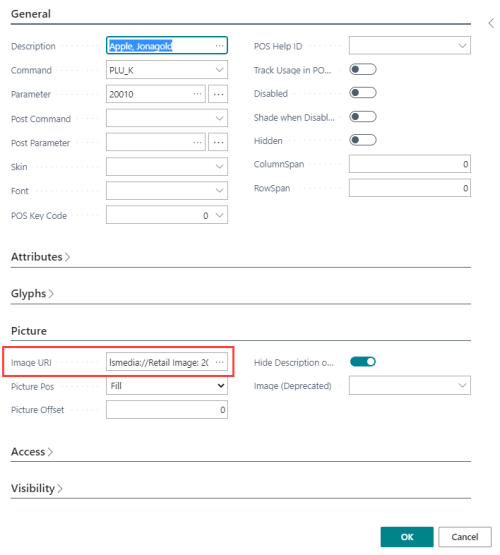 General
Description Apple, Jonagold ... POS Help ID
Command PLU_K Track Usage in PO...
Parameter 20010 ... ... Disabled
Post Command Shade when Disabl...
Post Parameter ... ... Hidden
Skin ColumnSpan 0
Font RowSpan 0
POS Key Code 0
Attributes >
Glyphs >
Picture
Image URI lsmedia://Retail Image: 20 ... Hide Description o...
Picture Pos Fill Image (Deprecated)
Picture Offset 0
Access >
Visibility >
OK Cancel